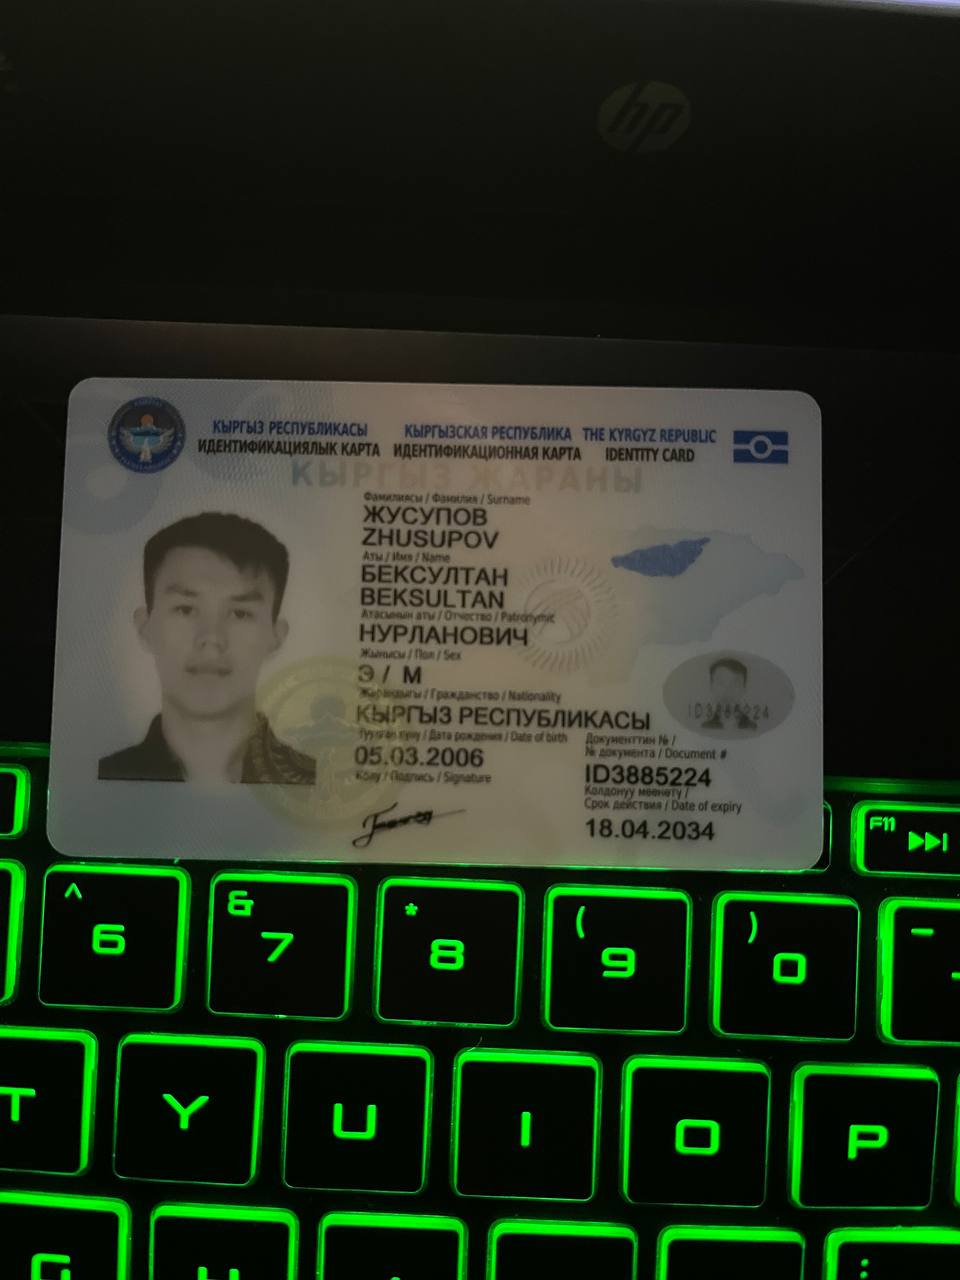 hp
КЫРГЫЗ РЕСПУБЛИКАСЫ КЫРГЫЗСКАЯ РЕСПУБЛИКА THE KYRGYZ REPUBLIC
ИДЕНТИФИКАЦИЯЛЫК КАРТА ИДЕНТИФИКАЦИОННАЯ КАРТА IDENTITY CARD
КЫРГЫЗ ЖАРАНЫ
Фамилиясы / Фамилия / Surname
ЖУСУПОВ
ZHUSUPOV
Аты / Имя / Name
БЕКСУЛТАН
BEKSULTAN
Атасынын аты / Отчество / Patronymic
НУРЛАНОВИЧ
Жынысы / Пол / Sex
Э / М
Жарандыгы / Гражданство / Nationality
КЫРГЫЗ РЕСПУБЛИКАСЫ
Туулган күнү / Дата рождения / Date of birth
05.03.2006
Колу / Подпись / Signature
Документтин № /
№ документа / Document #
ID3885224
Колдонуу мөөнөтү /
Срок действия / Date of expiry
18.04.2034
ID3885224
F11
^ & * ( ) -
6 7 8 9 0
T Y U I O P